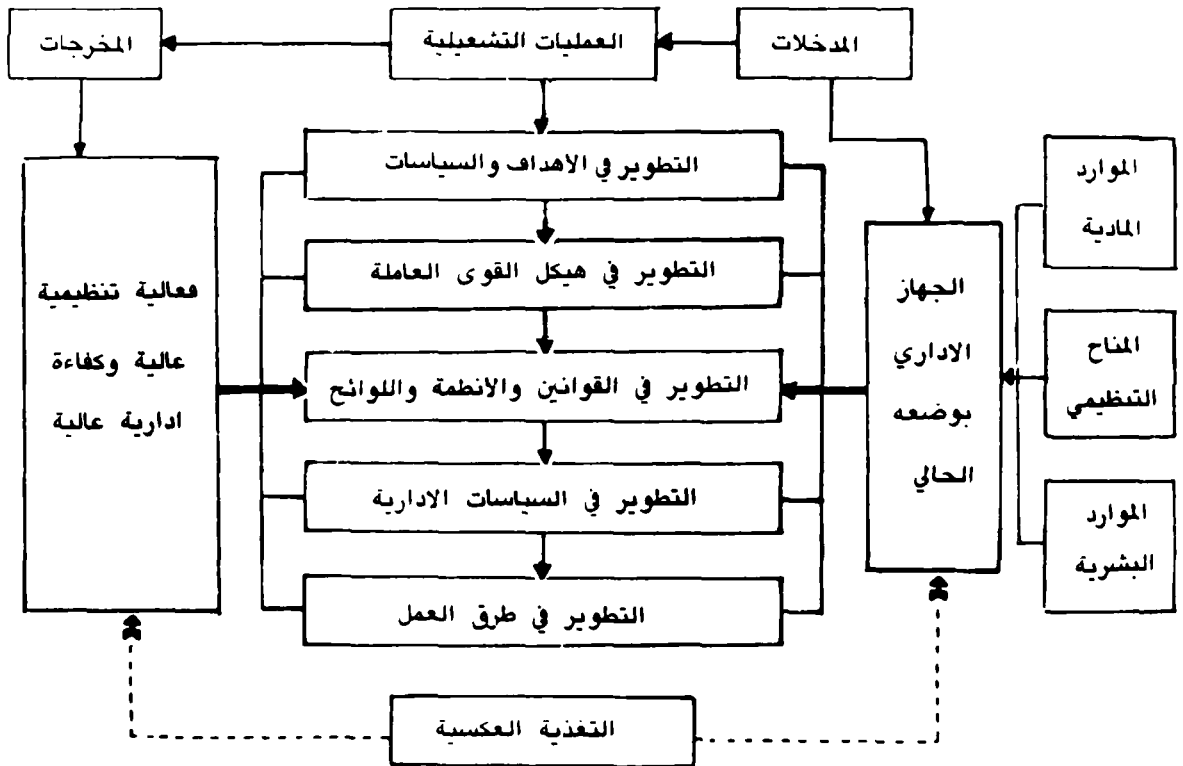 المدخلات
العمليات التشغيلية
المخرجات
الموارد
المادية
المناخ
التنظيمي
الموارد
البشرية
الجهاز
الاداري
بوضعه
الحالي
التطوير في الأهداف والسياسات
التطوير في هيكل القوى العاملة
التطوير في القوانين والأنظمة واللوائح
التطوير في السياسات الادارية
التطوير في طرق العمل
فعالية تنظيمية
عالية وكفاءة
ادارية عالية
التغذية العكسية